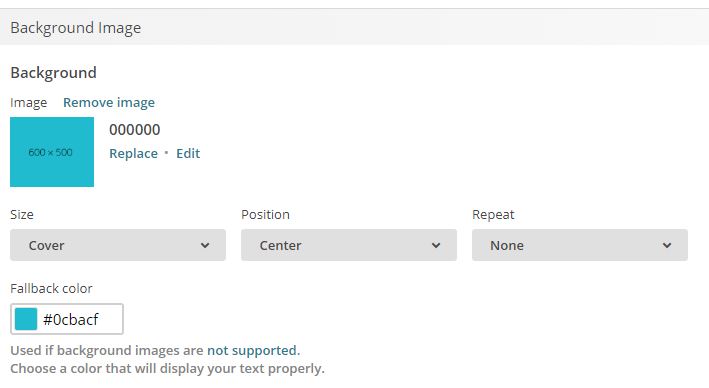 Background Image
Background
Image Remove image
600 × 500
000000
Replace • Edit
Size Position Repeat
Cover Center None
Fallback color
#0cbacf
Used if background images are not supported.
Choose a color that will display your text properly.